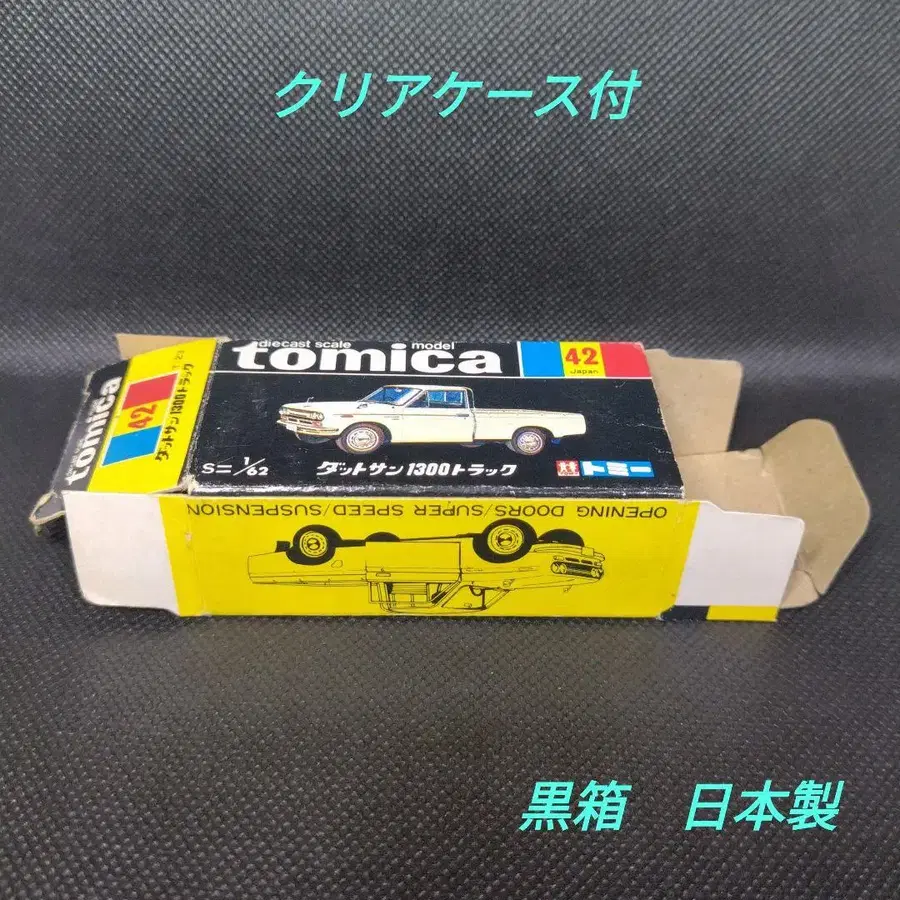 クリアケース付
diecast scale model
tomica
42
Japan
S=1/62
ダットサン1300トラック
トミー
tomica
42
ダットサン1300トラック
OPENING DOORS/SUPER SPEED/SUSPENSION
黒箱 日本製